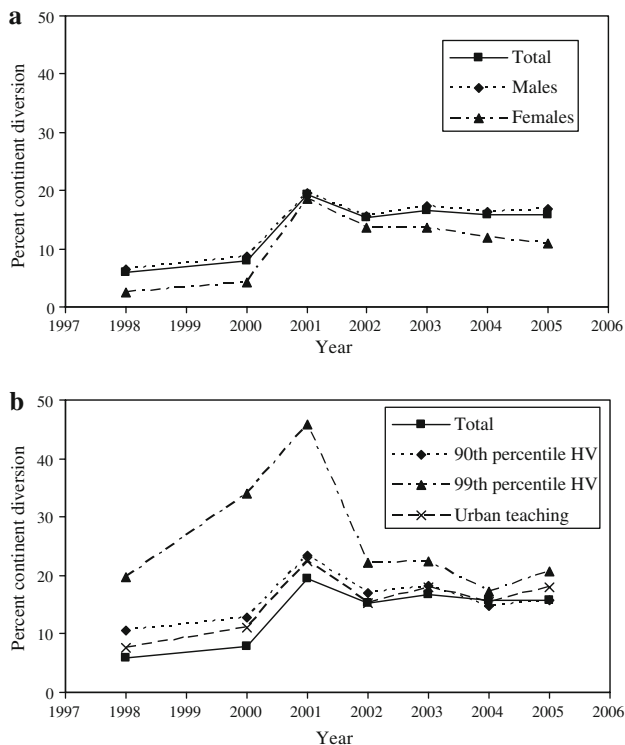 a
Percent continent diversion
50
40
30
20
10
0
Total
Males
Females
1997 1998 1999 2000 2001 2002 2003 2004 2005 2006
Year
b
Percent continent diversion
50
40
30
20
10
0
Total
90th percentile HV
99th percentile HV
Urban teaching
1997 1998 1999 2000 2001 2002 2003 2004 2005 2006
Year